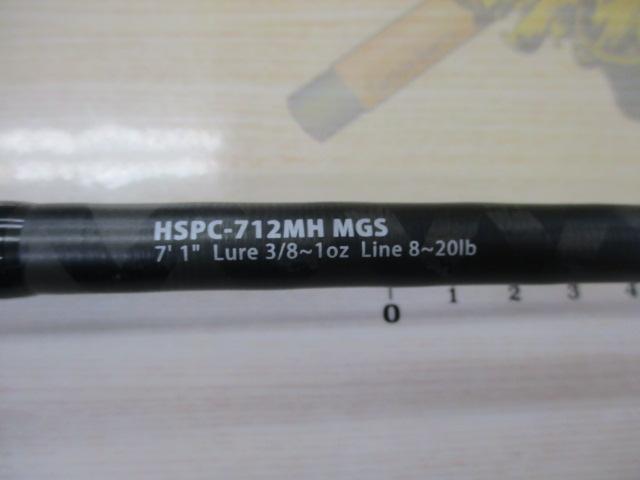 HSPC-712MH MGS
7' 1" Lure 3/8~1oz Line 8~20lb
0 1 2 3 4